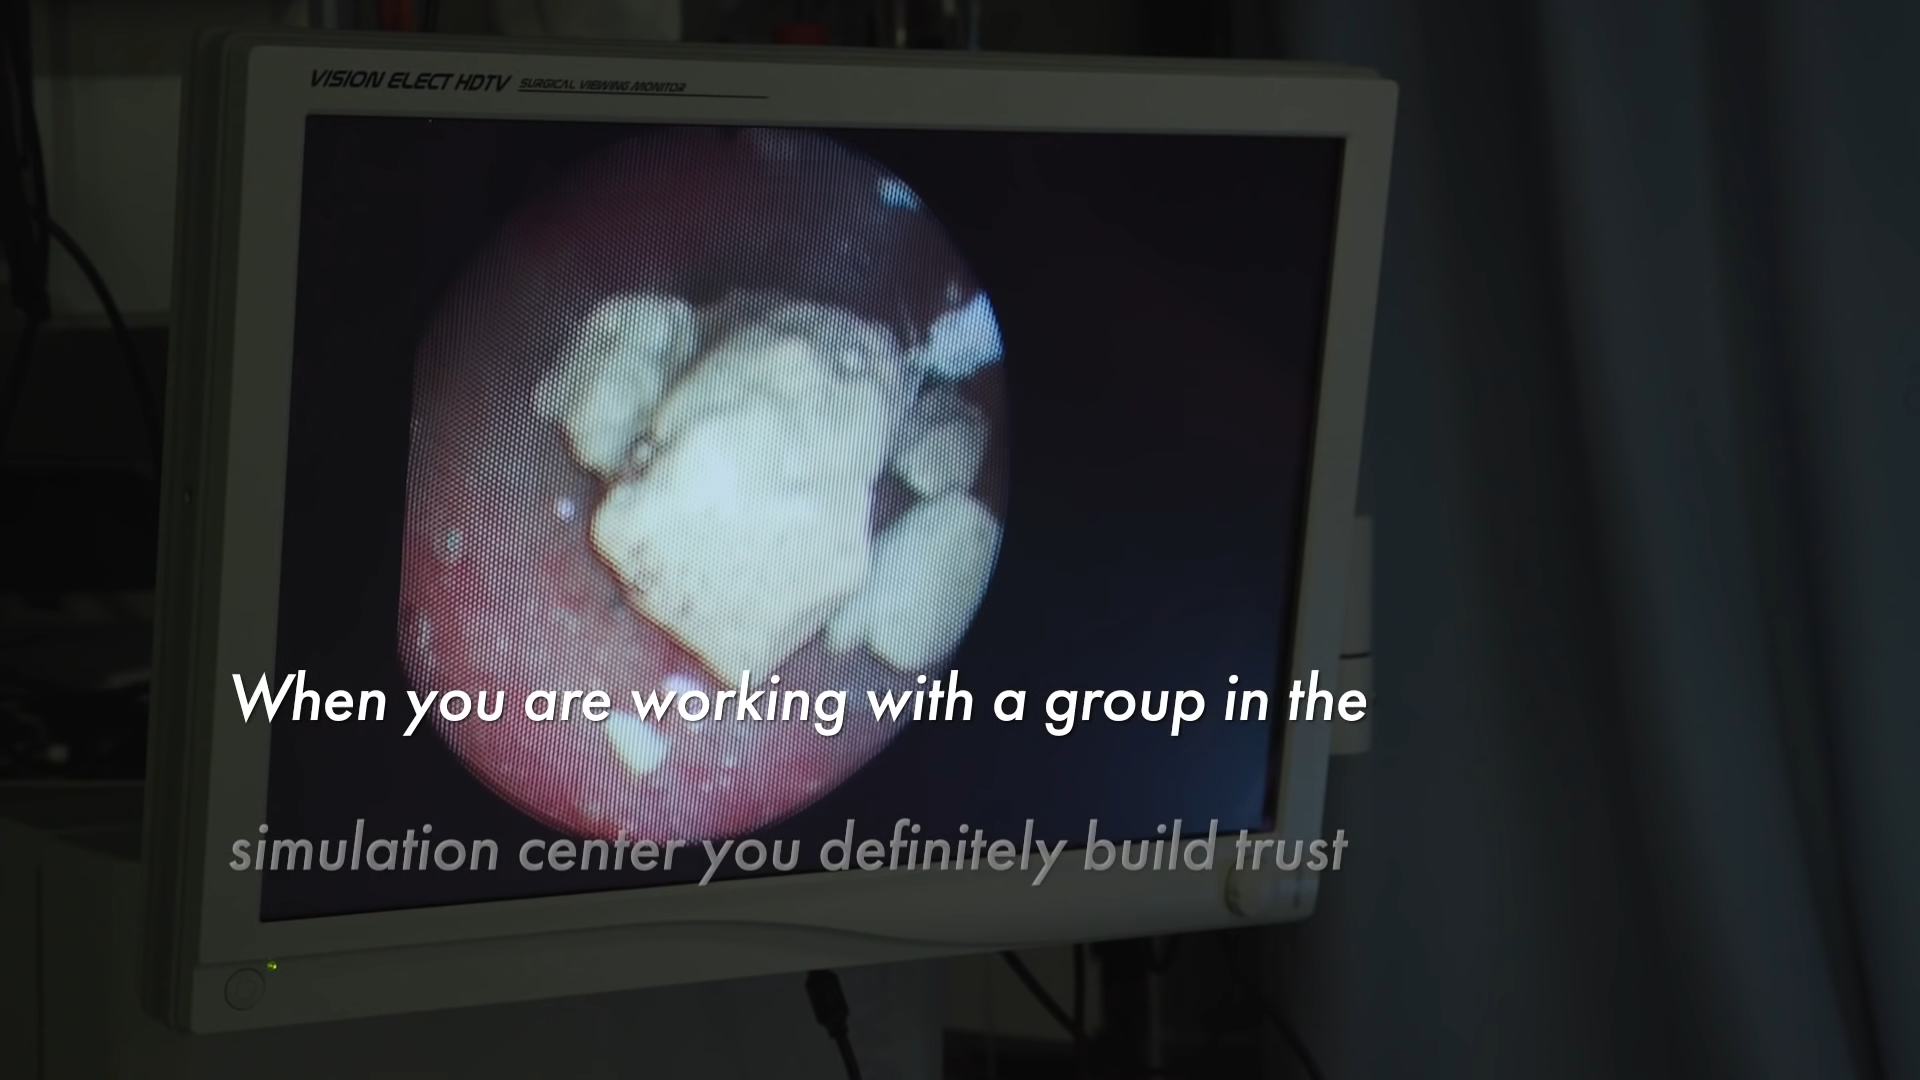 VISION ELECT HDTV SURGICAL VIEWING MONITOR
When you are working with a group in the
simulation center you definitely build trust